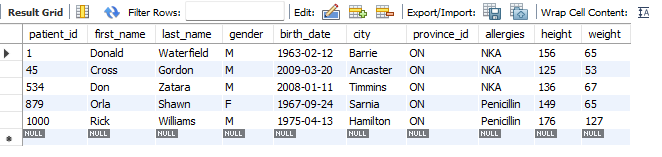 Result Grid Filter Rows: Edit: Export/Import: Wrap Cell Content:
patient_id first_name last_name gender birth_date city province_id allergies height weight
1 Donald Waterfield M 1963-02-12 Barrie ON NKA 156 65
45 Cross Gordon M 2009-03-20 Ancaster ON NKA 125 53
534 Don Zatara M 2008-01-11 Timmins ON NKA 136 67
879 Orla Shawn F 1967-09-24 Sarnia ON Penicillin 149 65
1000 Rick Williams M 1975-04-13 Hamilton ON Penicillin 176 127
NULL NULL NULL NULL NULL NULL NULL NULL NULL NULL